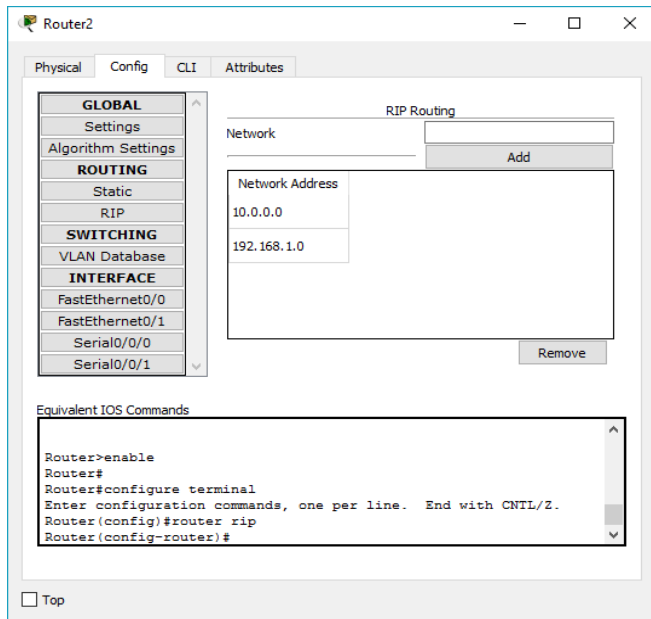 Router2
Physical Config CLI Attributes
GLOBAL
Settings
Algorithm Settings
ROUTING
Static
RIP
SWITCHING
VLAN Database
INTERFACE
FastEthernet0/0
FastEthernet0/1
Serial0/0/0
Serial0/0/1
RIP Routing
Network
Add
Network Address
10.0.0.0
192.168.1.0
Remove
Equivalent IOS Commands
Router>enable
Router#
Router#configure terminal
Enter configuration commands, one per line. End with CNTL/Z.
Router(config)#router rip
Router(config-router)#
Top